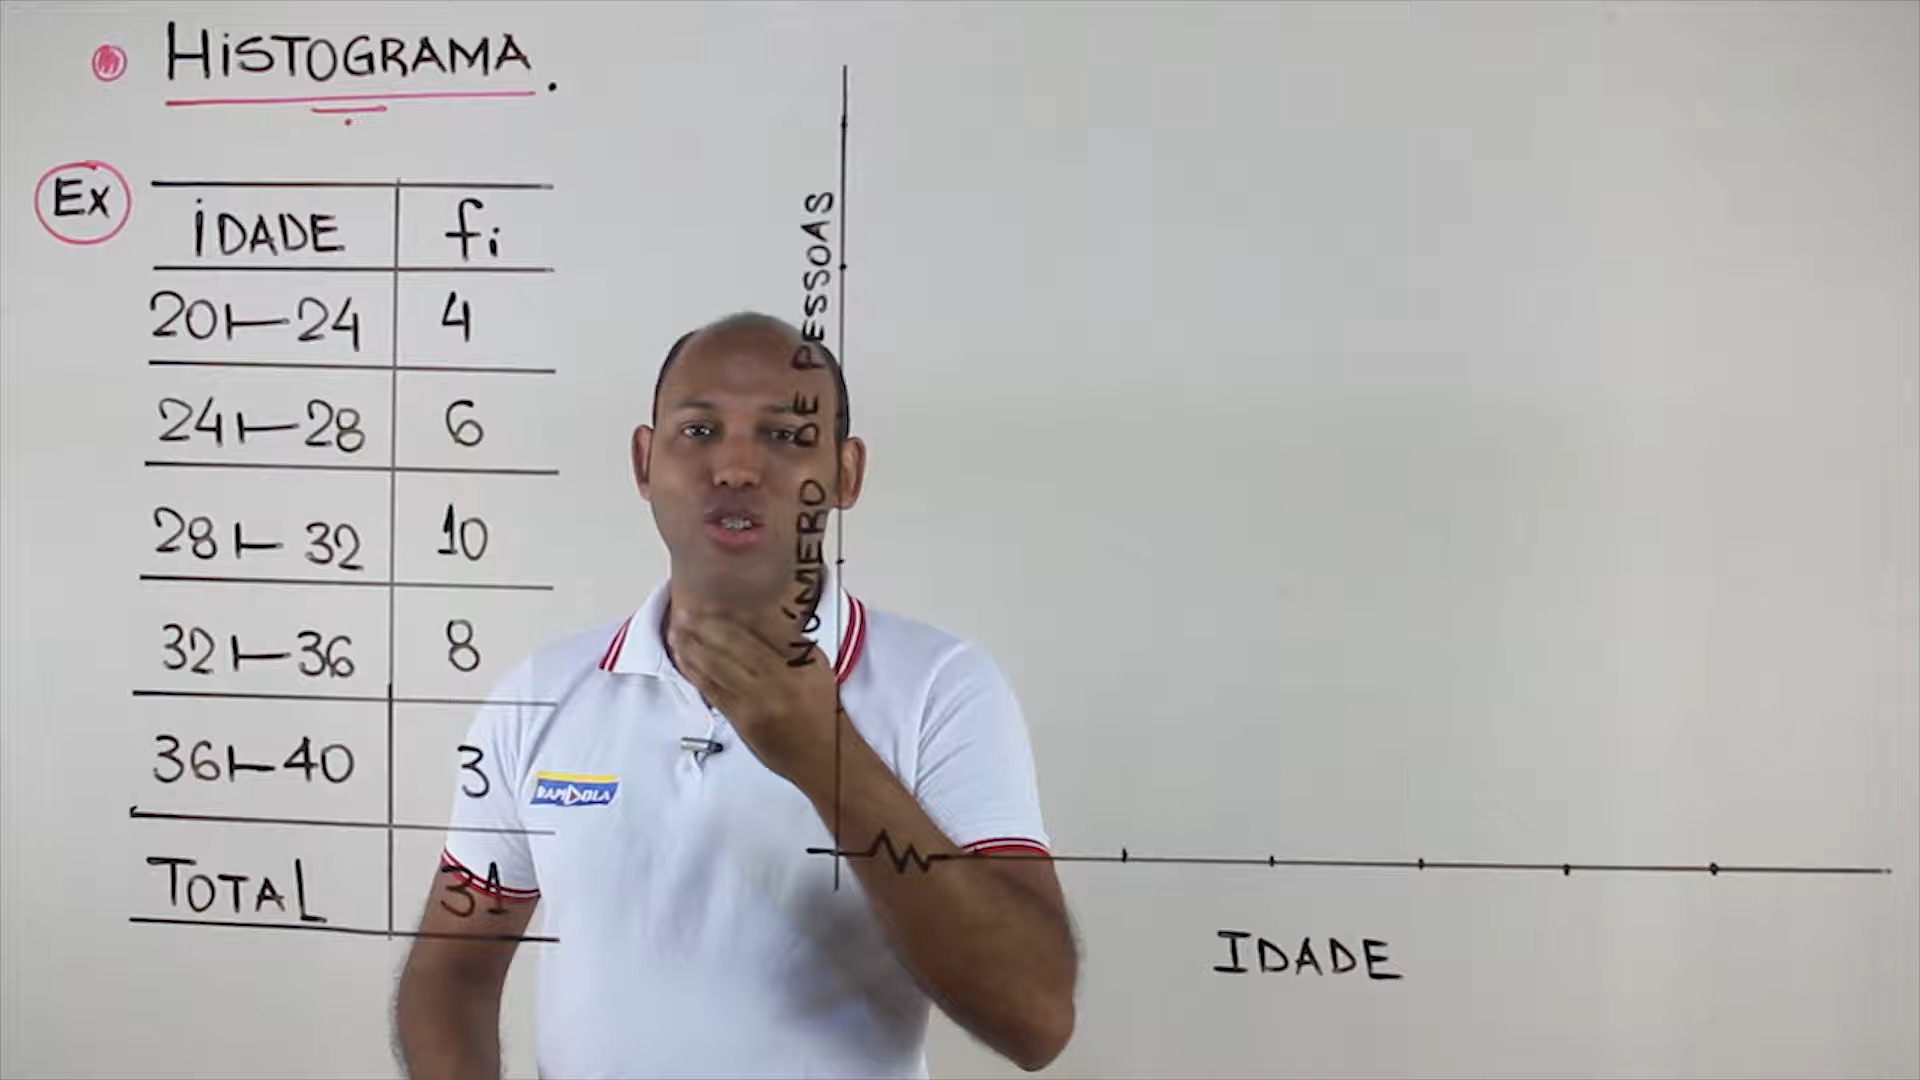 HISTOGRAMA.
Ex
IDADE fi
20⊢24 4
24⊢28 6
28⊢32 10
32⊢36 8
36⊢40 3
TOTAL 31
NÚMERO DE PESSOAS
IDADE